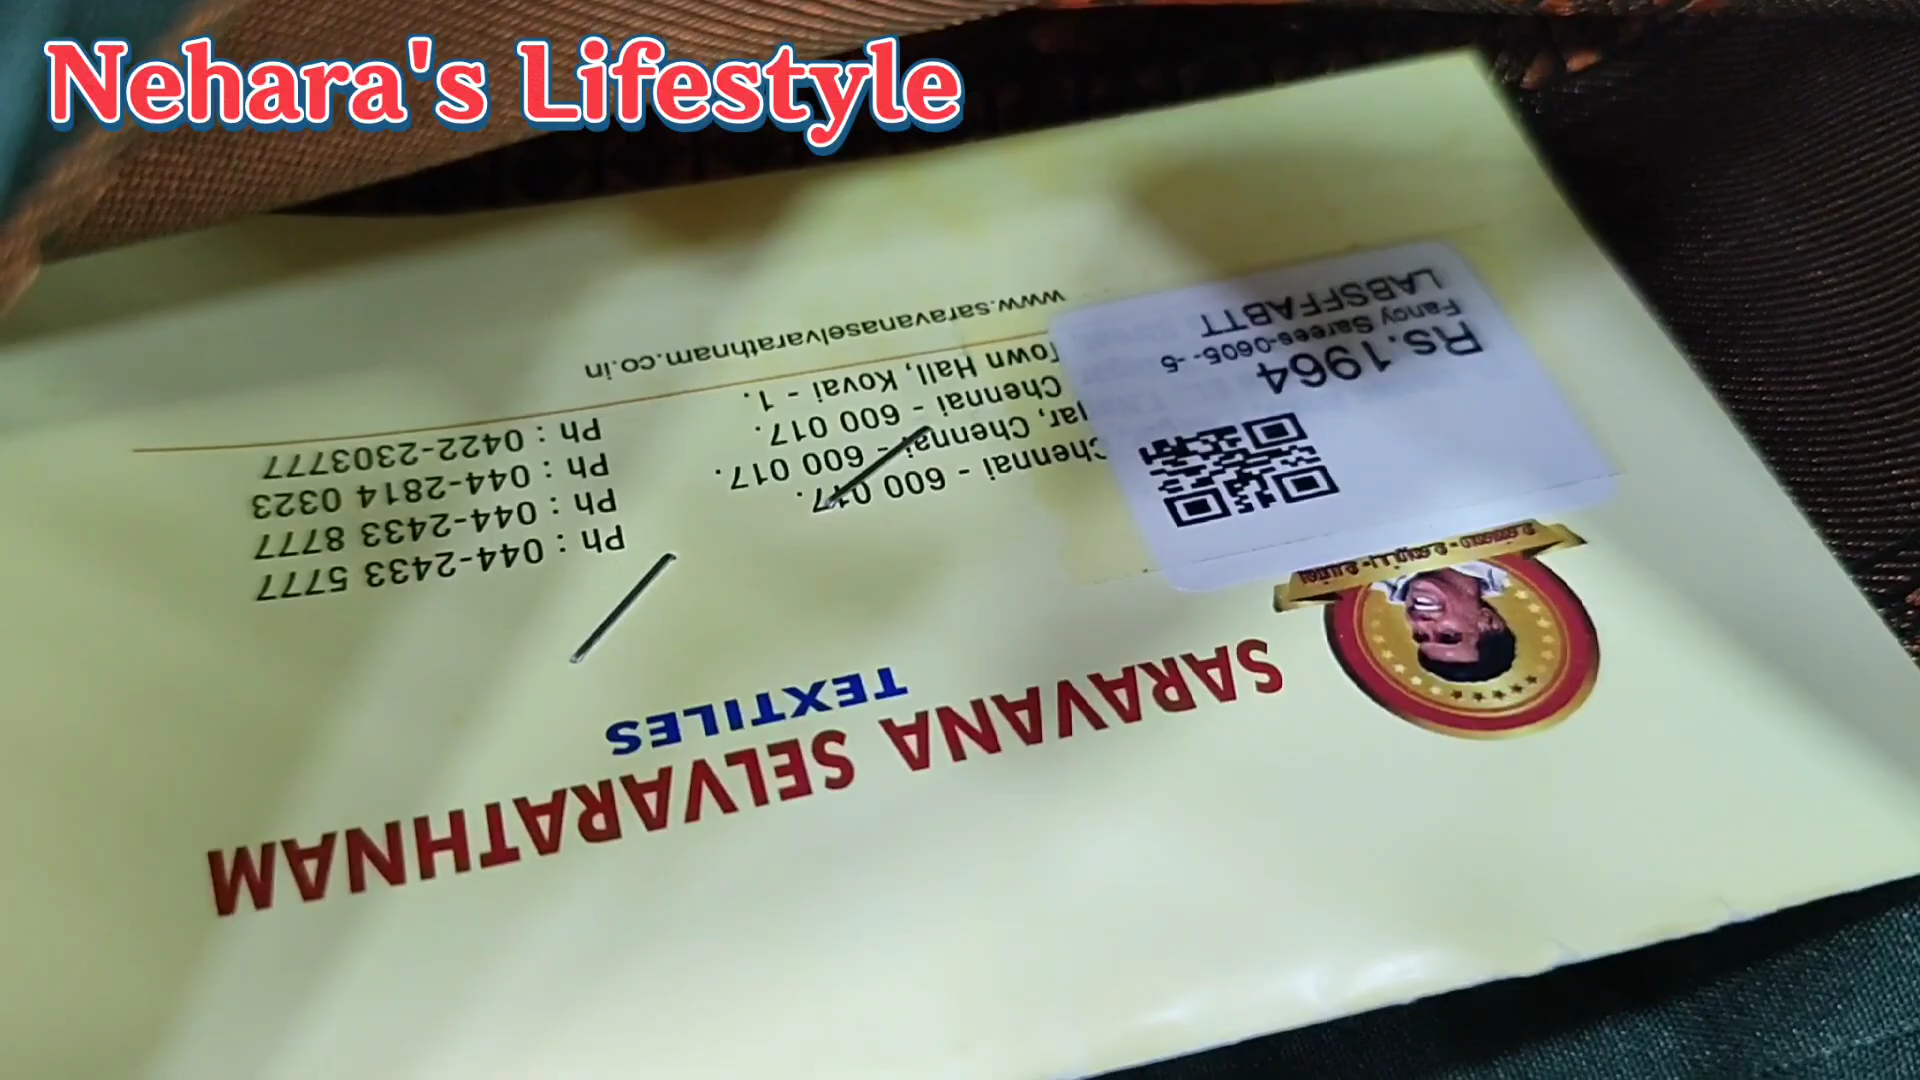 Nehara's Lifestyle
SARAVANA SELVARATHNAM
TEXTILES
Chennai - 600 017. Ph : 044-2433 5777
Chennai - 600 017. Ph : 044-2433 8777
Chennai - 600 017. Ph : 044-2814 0323
Town Hall, Kovai - 1. Ph : 0422-2303777
www.saravanaselvarathnam.co.in
Rs.1964
Fancy Sarees-0605--5
LABSFFABTT